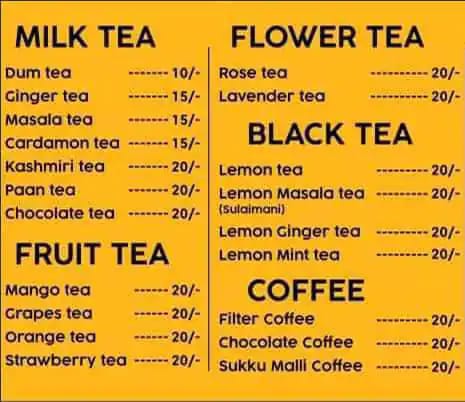 MILK TEA
Dum tea ------- 10/-
Ginger tea ------- 15/-
Masala tea ------- 15/-
Cardamon tea ------- 15/-
Kashmiri tea ------- 20/-
Paan tea ------- 20/-
Chocolate tea ------- 20/-
FRUIT TEA
Mango tea ------ 20/-
Grapes tea ------ 20/-
Orange tea ------ 20/-
Strawberry tea ------ 20/-
FLOWER TEA
Rose tea ---------- 20/-
Lavender tea ---------- 20/-
BLACK TEA
Lemon tea --------- 20/-
Lemon Masala tea --------- 20/-
(Sulaimani)
Lemon Ginger tea --------- 20/-
Lemon Mint tea --------- 20/-
COFFEE
Filter Coffee --------- 20/-
Chocolate Coffee --------- 20/-
Sukku Malli Coffee --------- 20/-